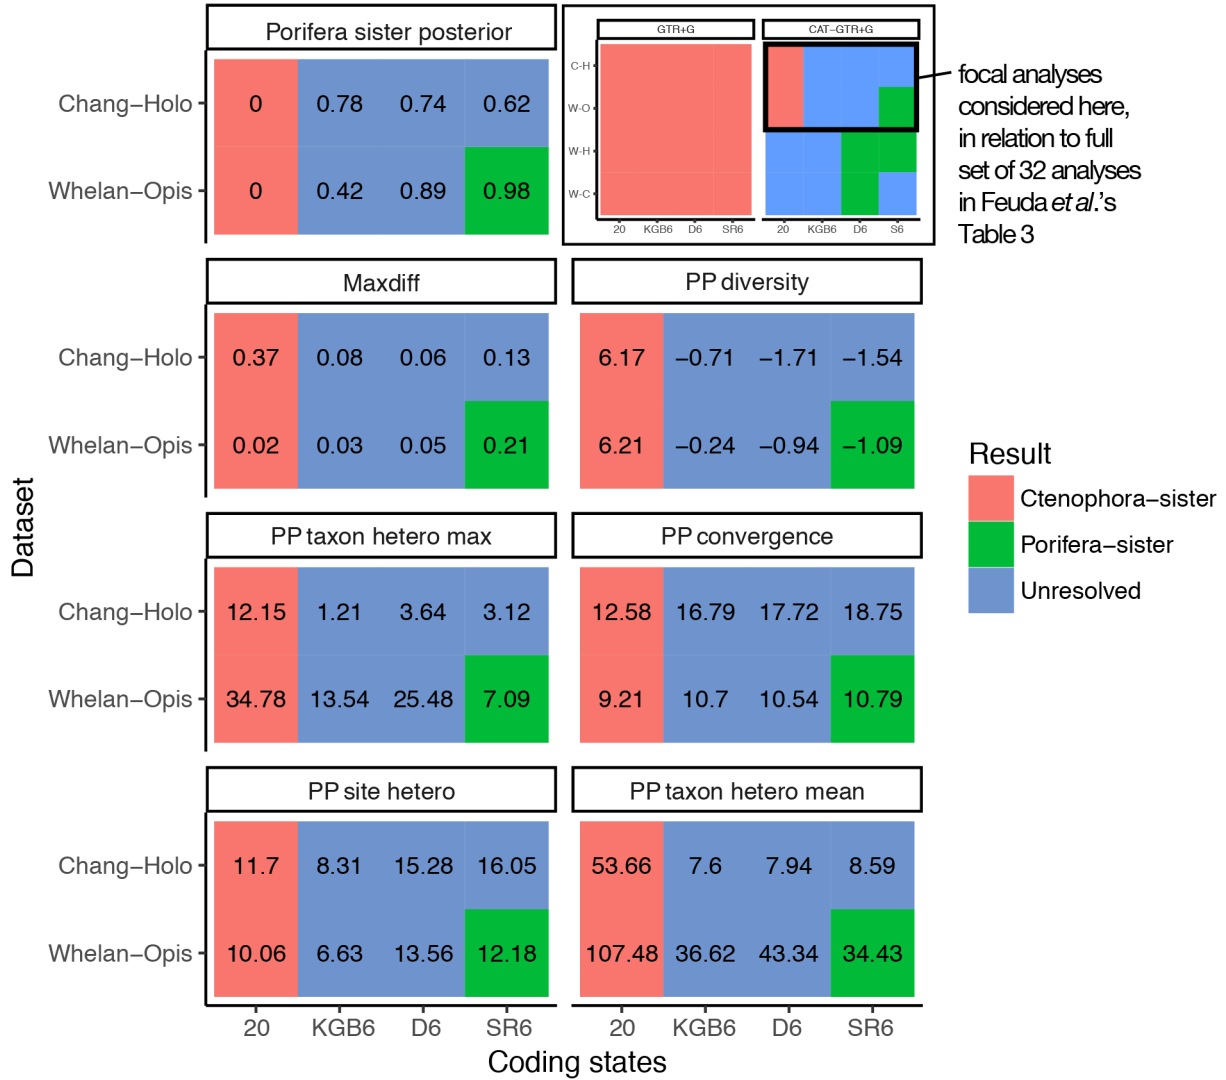 Porifera sister posterior
Chang−Holo
0 0.78 0.74 0.62
Whelan−Opis
0 0.42 0.89 0.98
GTR+G
CAT−GTR+G
C-H
W-O
W-H
W-C
20 KGB6 D6 SR6
20 KGB6 D6 S6
focal analyses
considered here,
in relation to full
set of 32 analyses
in Feuda et al.'s
Table 3
Maxdiff
PP diversity
Chang−Holo
0.37 0.08 0.06 0.13
6.17 −0.71 −1.71 −1.54
Whelan−Opis
0.02 0.03 0.05 0.21
6.21 −0.24 −0.94 −1.09
Dataset
PP taxon hetero max
PP convergence
Chang−Holo
12.15 1.21 3.64 3.12
12.58 16.79 17.72 18.75
Whelan−Opis
34.78 13.54 25.48 7.09
9.21 10.7 10.54 10.79
PP site hetero
PP taxon hetero mean
Chang−Holo
11.7 8.31 15.28 16.05
53.66 7.6 7.94 8.59
Whelan−Opis
10.06 6.63 13.56 12.18
107.48 36.62 43.34 34.43
20 KGB6 D6 SR6
20 KGB6 D6 SR6
Coding states
Result
Ctenophora−sister
Porifera−sister
Unresolved